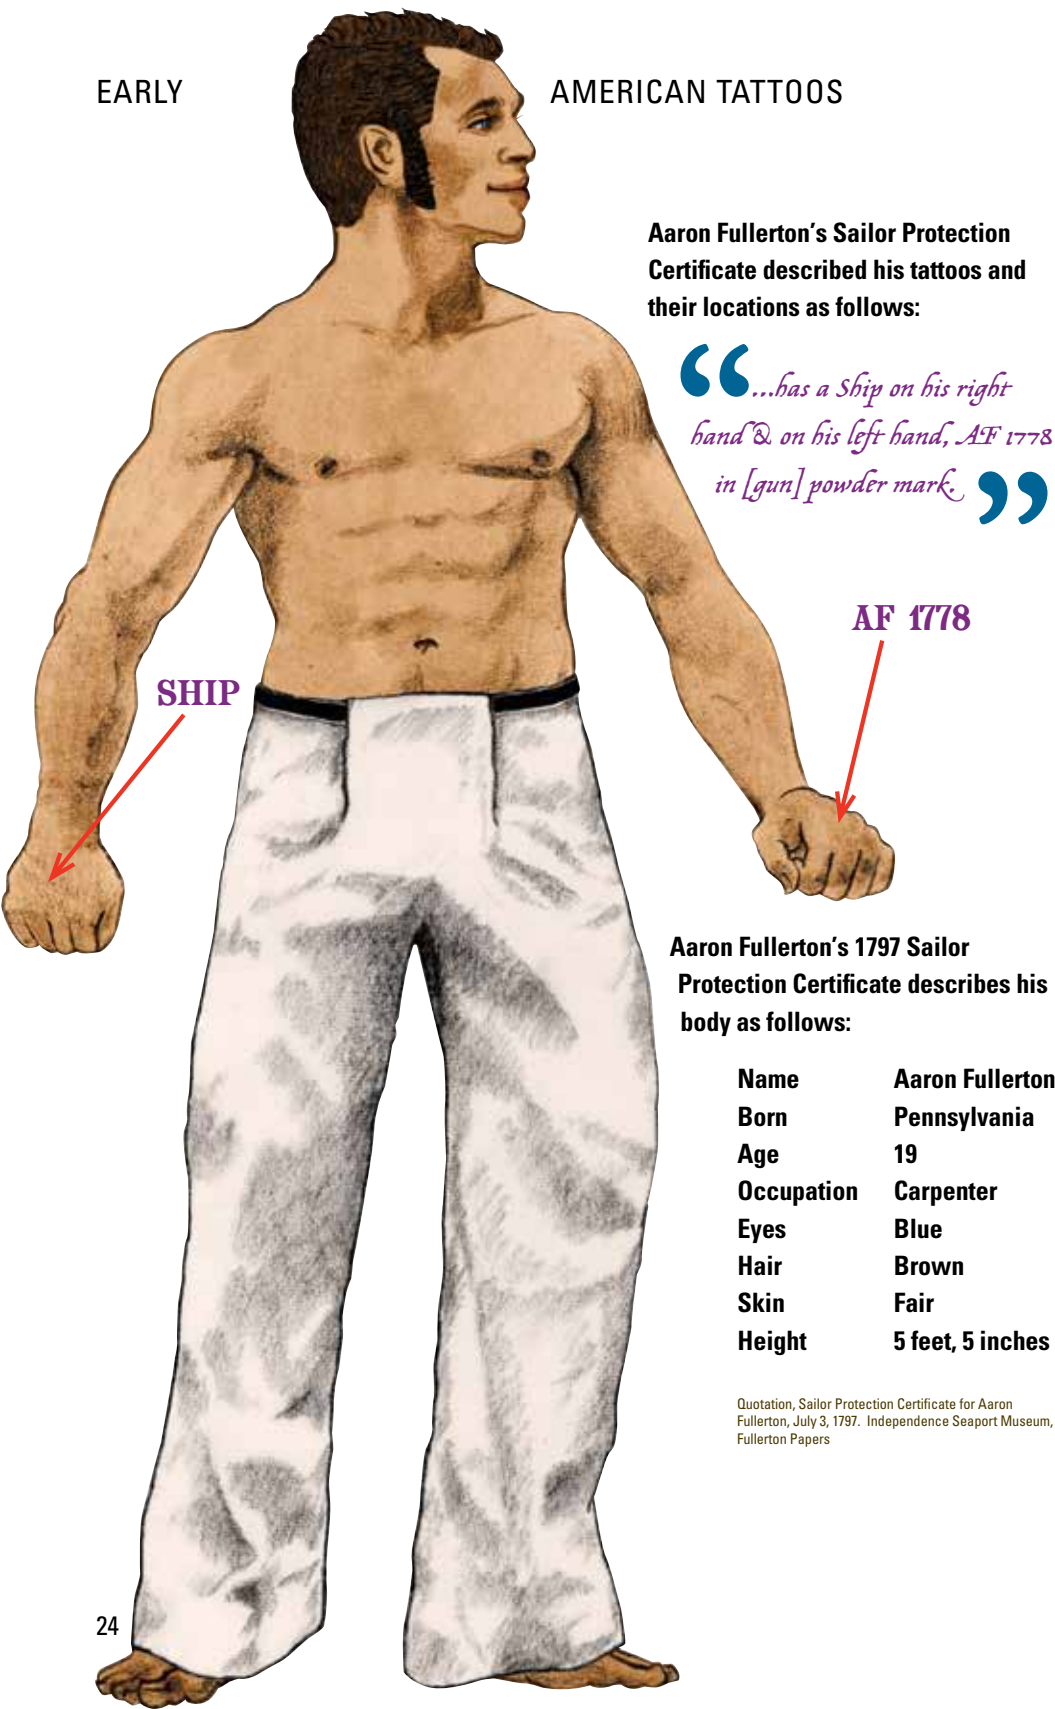 EARLY AMERICAN TATTOOS
Aaron Fullerton’s Sailor Protection
Certificate described his tattoos and
their locations as follows:
“...has a Ship on his right
hand & on his left hand, AF 1778
in [gun] powder mark.”
AF 1778
SHIP
Aaron Fullerton’s 1797 Sailor
Protection Certificate describes his
body as follows:
Name Aaron Fullerton
Born Pennsylvania
Age 19
Occupation Carpenter
Eyes Blue
Hair Brown
Skin Fair
Height 5 feet, 5 inches
Quotation, Sailor Protection Certificate for Aaron
Fullerton, July 3, 1797. Independence Seaport Museum,
Fullerton Papers
24